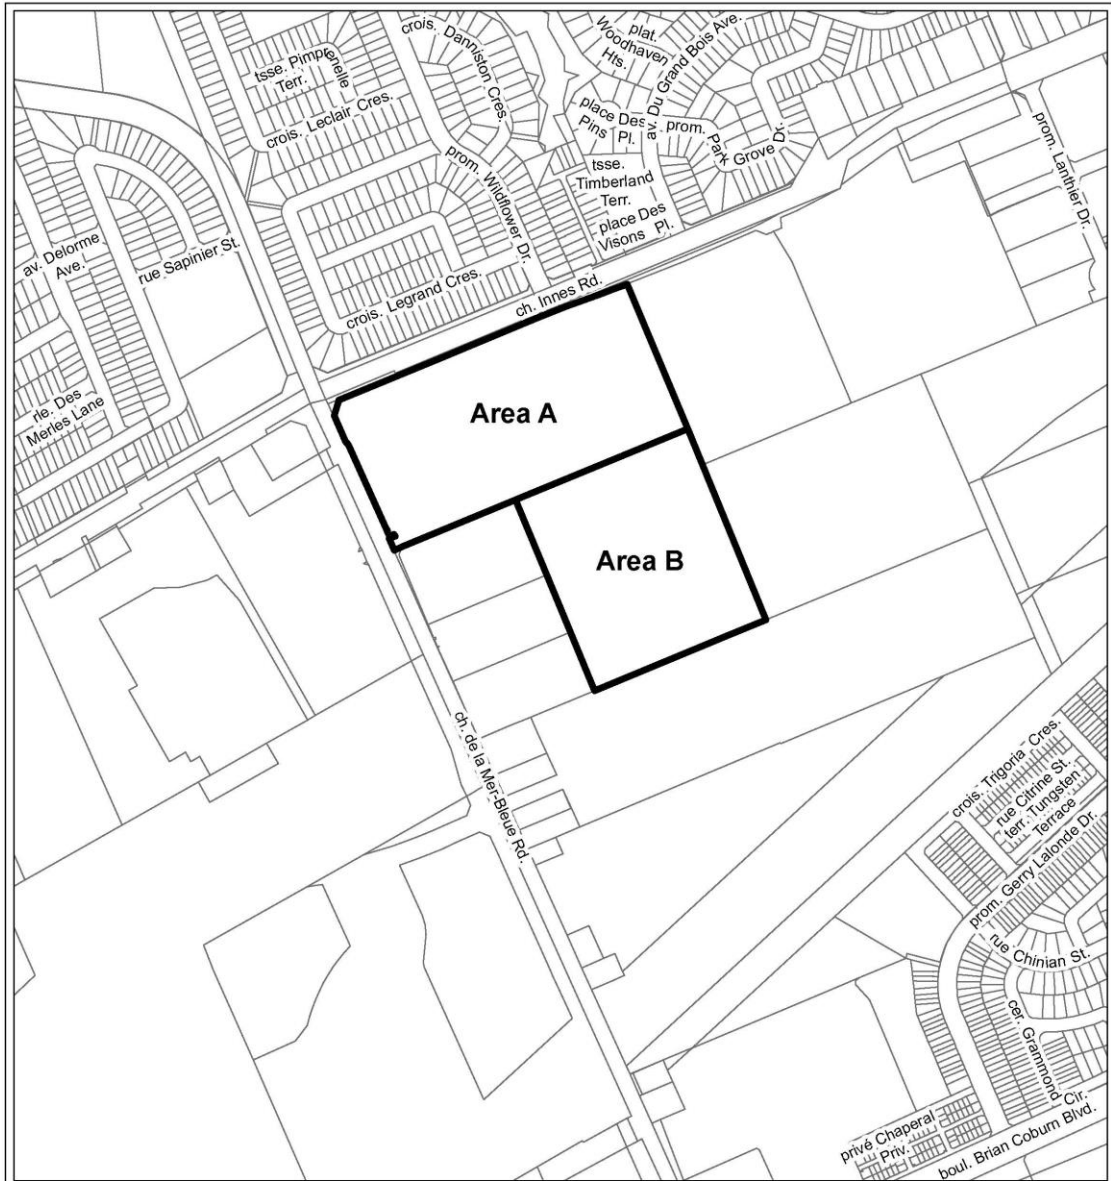 crois. Danniston Cres.
plat.
Woodhaven
Hts.
av. Du Grand Bois Ave.
tsse. Pimprenelle
Terr.
crois. Leclair Cres.
place Des
Pins Pl.
prom. Park
Grove Dr.
prom. Lanthier Dr.
prom. Wildflower Dr.
tsse.
Timberland
Terr.
place Des
Visons Pl.
av. Delorme
Ave.
rue Sapinier St.
crois. Legrand Cres.
ch. Innes Rd.
rle. Des
Merles Lane
Area A
Area B
ch. de la Mer-Bleue Rd.
crois. Trigoria Cres.
rue Citrine St.
terr. Tungsten
Terrace
prom. Gerry Lalonde Dr.
rue Chinian St.
cer. Grammond
Cir.
privé Chaperal
Priv.
boul. Brian Coburn Blvd.